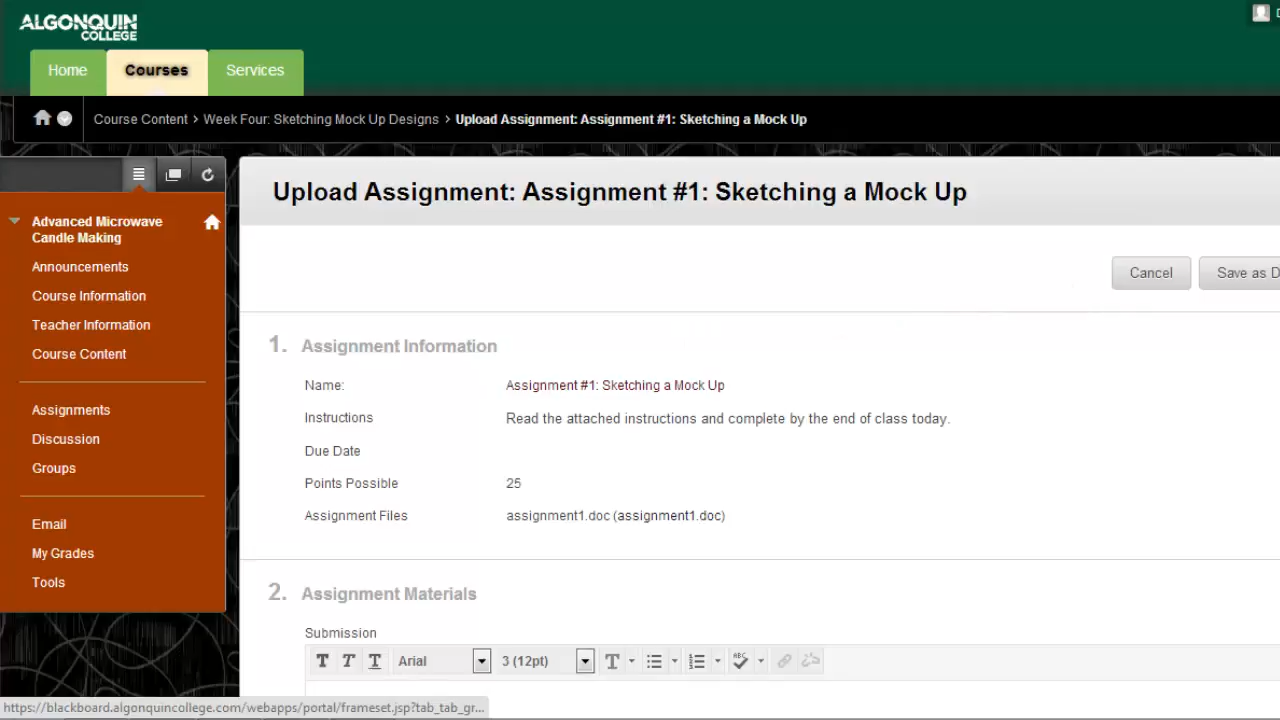 ALGONQUIN
COLLEGE
Home
Courses
Services
Course Content > Week Four: Sketching Mock Up Designs > Upload Assignment: Assignment #1: Sketching a Mock Up
Upload Assignment: Assignment #1: Sketching a Mock Up
Advanced Microwave
Candle Making
Announcements
Course Information
Teacher Information
Course Content
Assignments
Discussion
Groups
Email
My Grades
Tools
Cancel
Save as D
1. Assignment Information
Name: Assignment #1: Sketching a Mock Up
Instructions Read the attached instructions and complete by the end of class today.
Due Date
Points Possible 25
Assignment Files assignment1.doc (assignment1.doc)
2. Assignment Materials
Submission
T T T Arial 3 (12pt) T ABC
https://blackboard.algonquincollege.com/webapps/portal/frameset.jsp?tab_tab_gr...